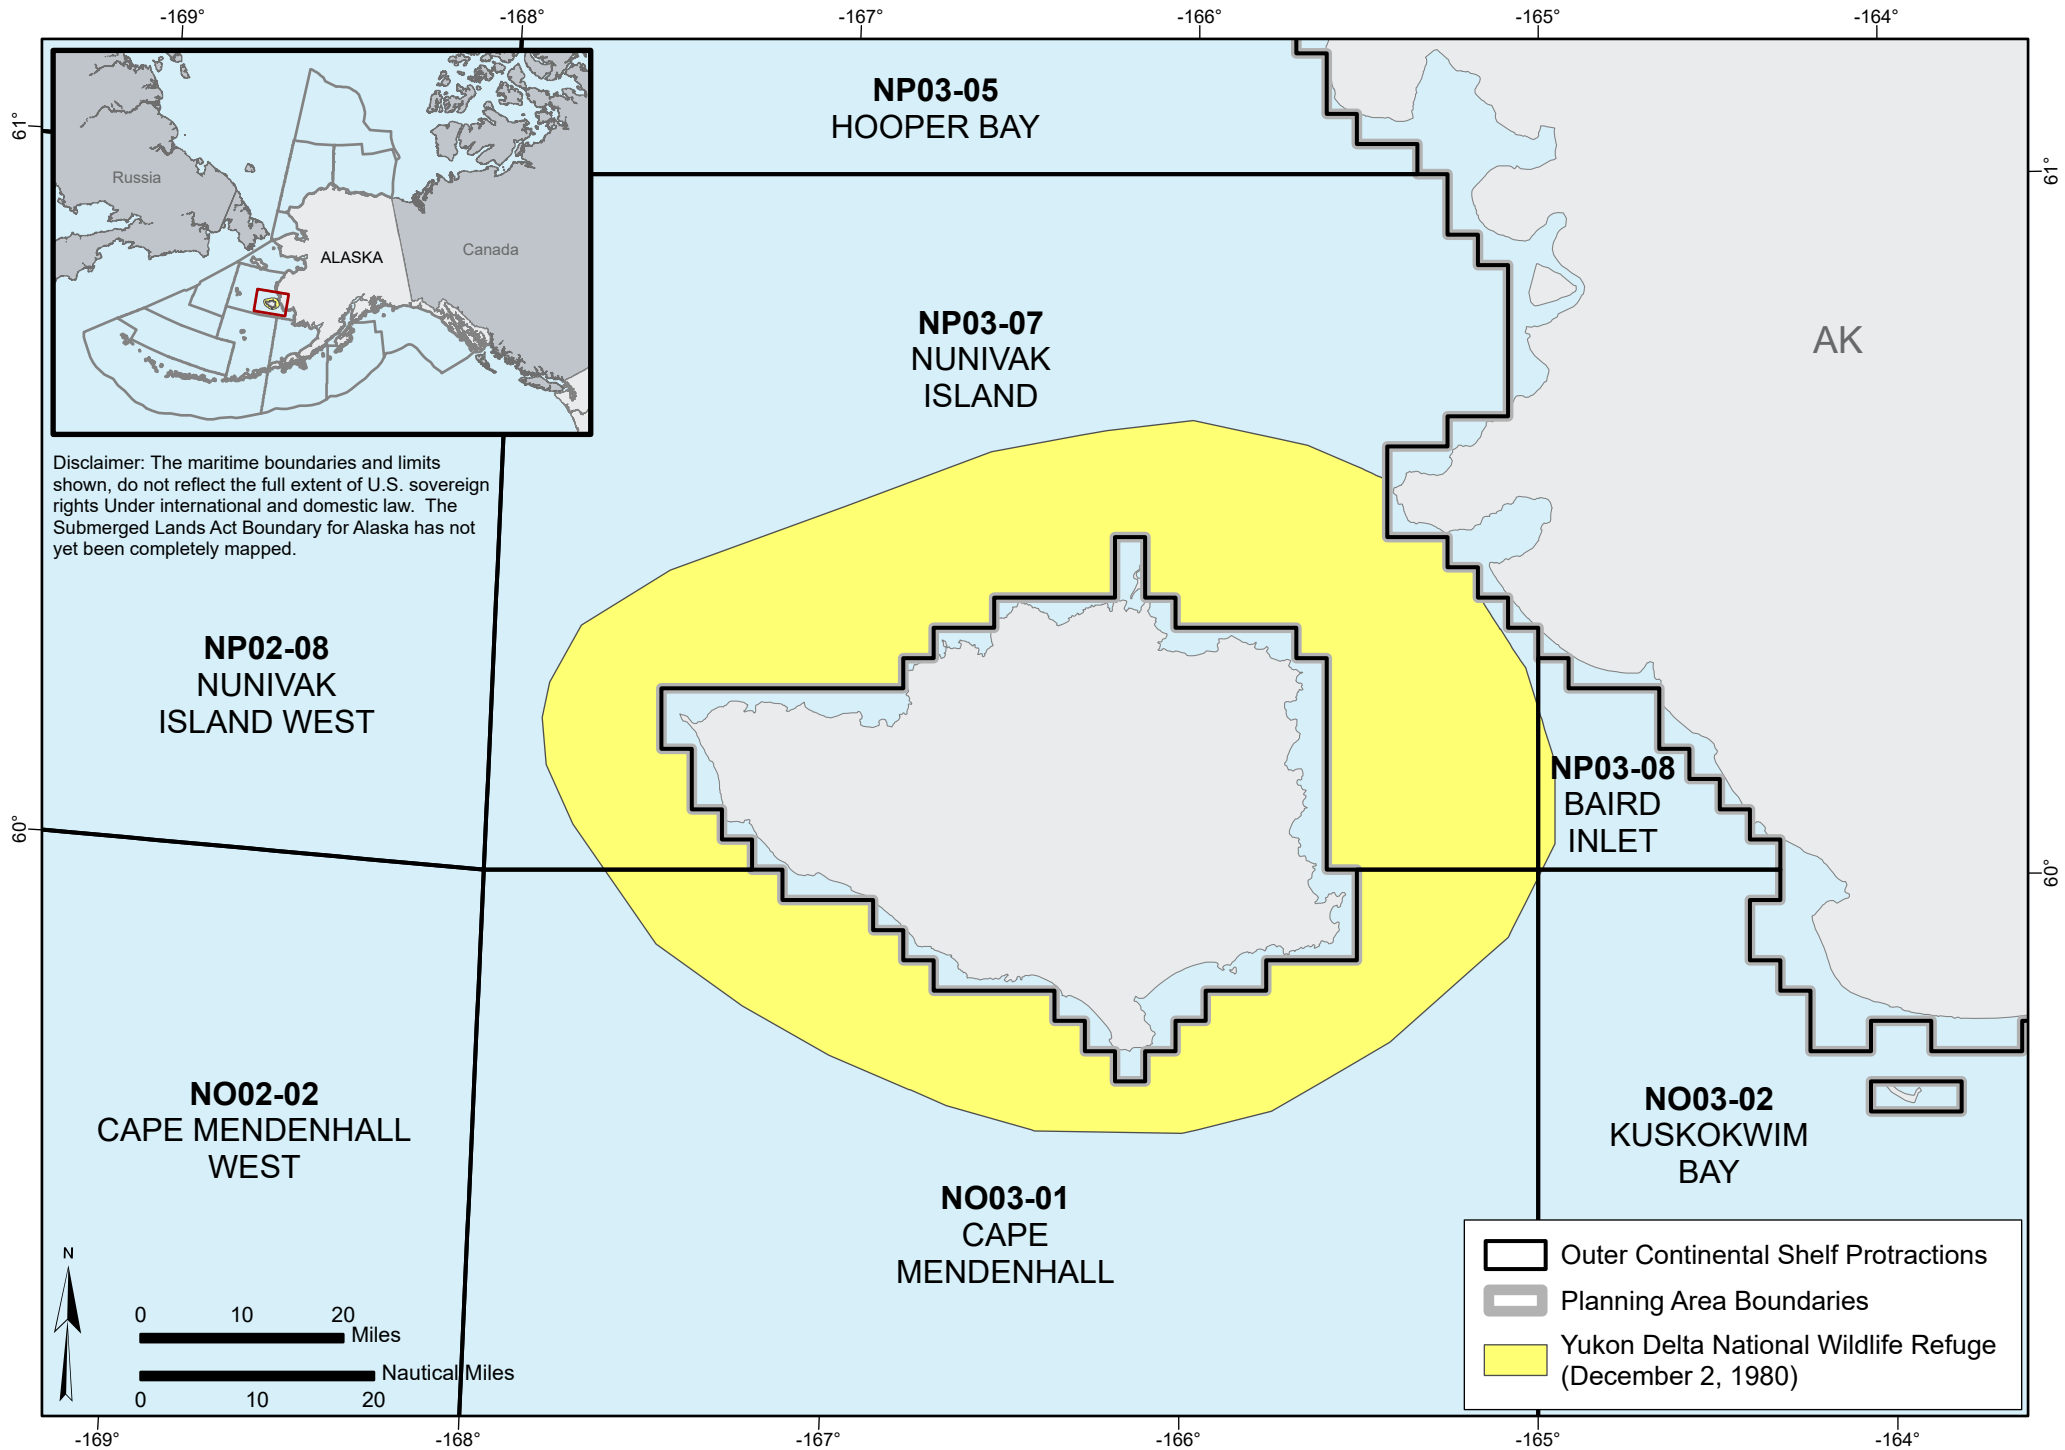 -169°
-168°
-167°
-166°
-165°
-164°
61°
61°
60°
60°
Russia
ALASKA
Canada
Disclaimer: The maritime boundaries and limits
shown, do not reflect the full extent of U.S. sovereign
rights Under international and domestic law.  The
Submerged Lands Act Boundary for Alaska has not
yet been completely mapped.
NP03-05
HOOPER BAY
NP03-07
NUNIVAK
ISLAND
AK
NP02-08
NUNIVAK
ISLAND WEST
NP03-08
BAIRD
INLET
NO02-02
CAPE MENDENHALL
WEST
NO03-01
CAPE
MENDENHALL
NO03-02
KUSKOKWIM
BAY
N
0 10 20
Miles
Nautical Miles
0 10 20
Outer Continental Shelf Protractions
Planning Area Boundaries
Yukon Delta National Wildlife Refuge
(December 2, 1980)
-169°
-168°
-167°
-166°
-165°
-164°